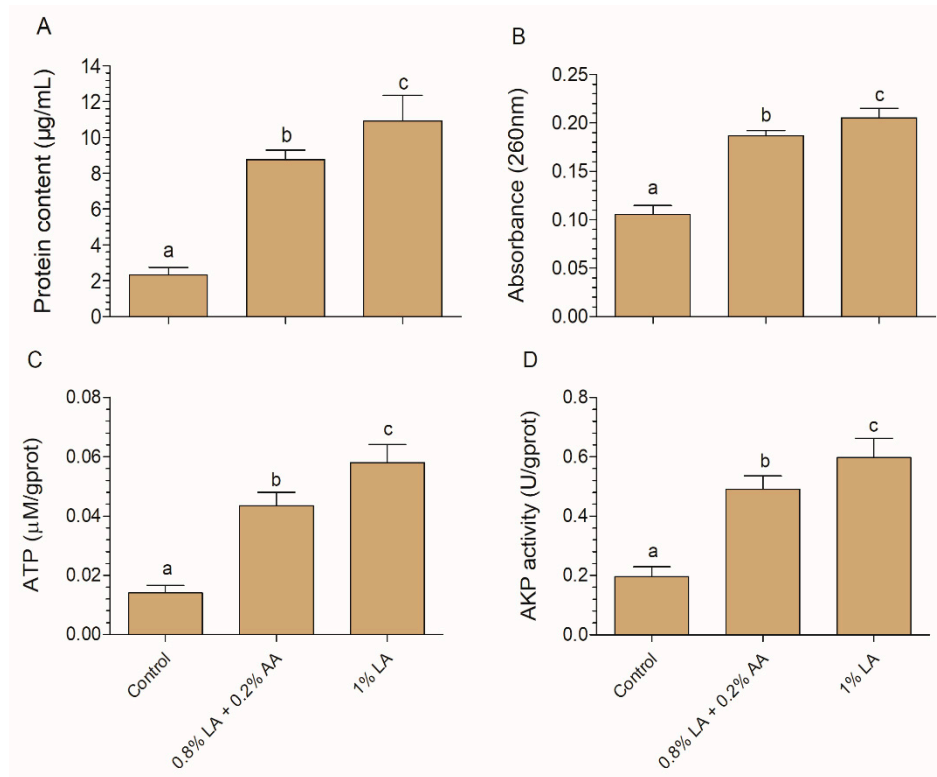 A
Protein content (µg/mL)
14
12
10
8
6
4
2
0
a
b
c
B
Absorbance (260nm)
0.25
0.20
0.15
0.10
0.05
0.00
a
b
c
C
ATP (µM/gprot)
0.08
0.06
0.04
0.02
0.00
a
b
c
Control
0.8% LA + 0.2% AA
1% LA
D
AKP activity (U/gprot)
0.8
0.6
0.4
0.2
0.0
a
b
c
Control
0.8% LA + 0.2% AA
1% LA